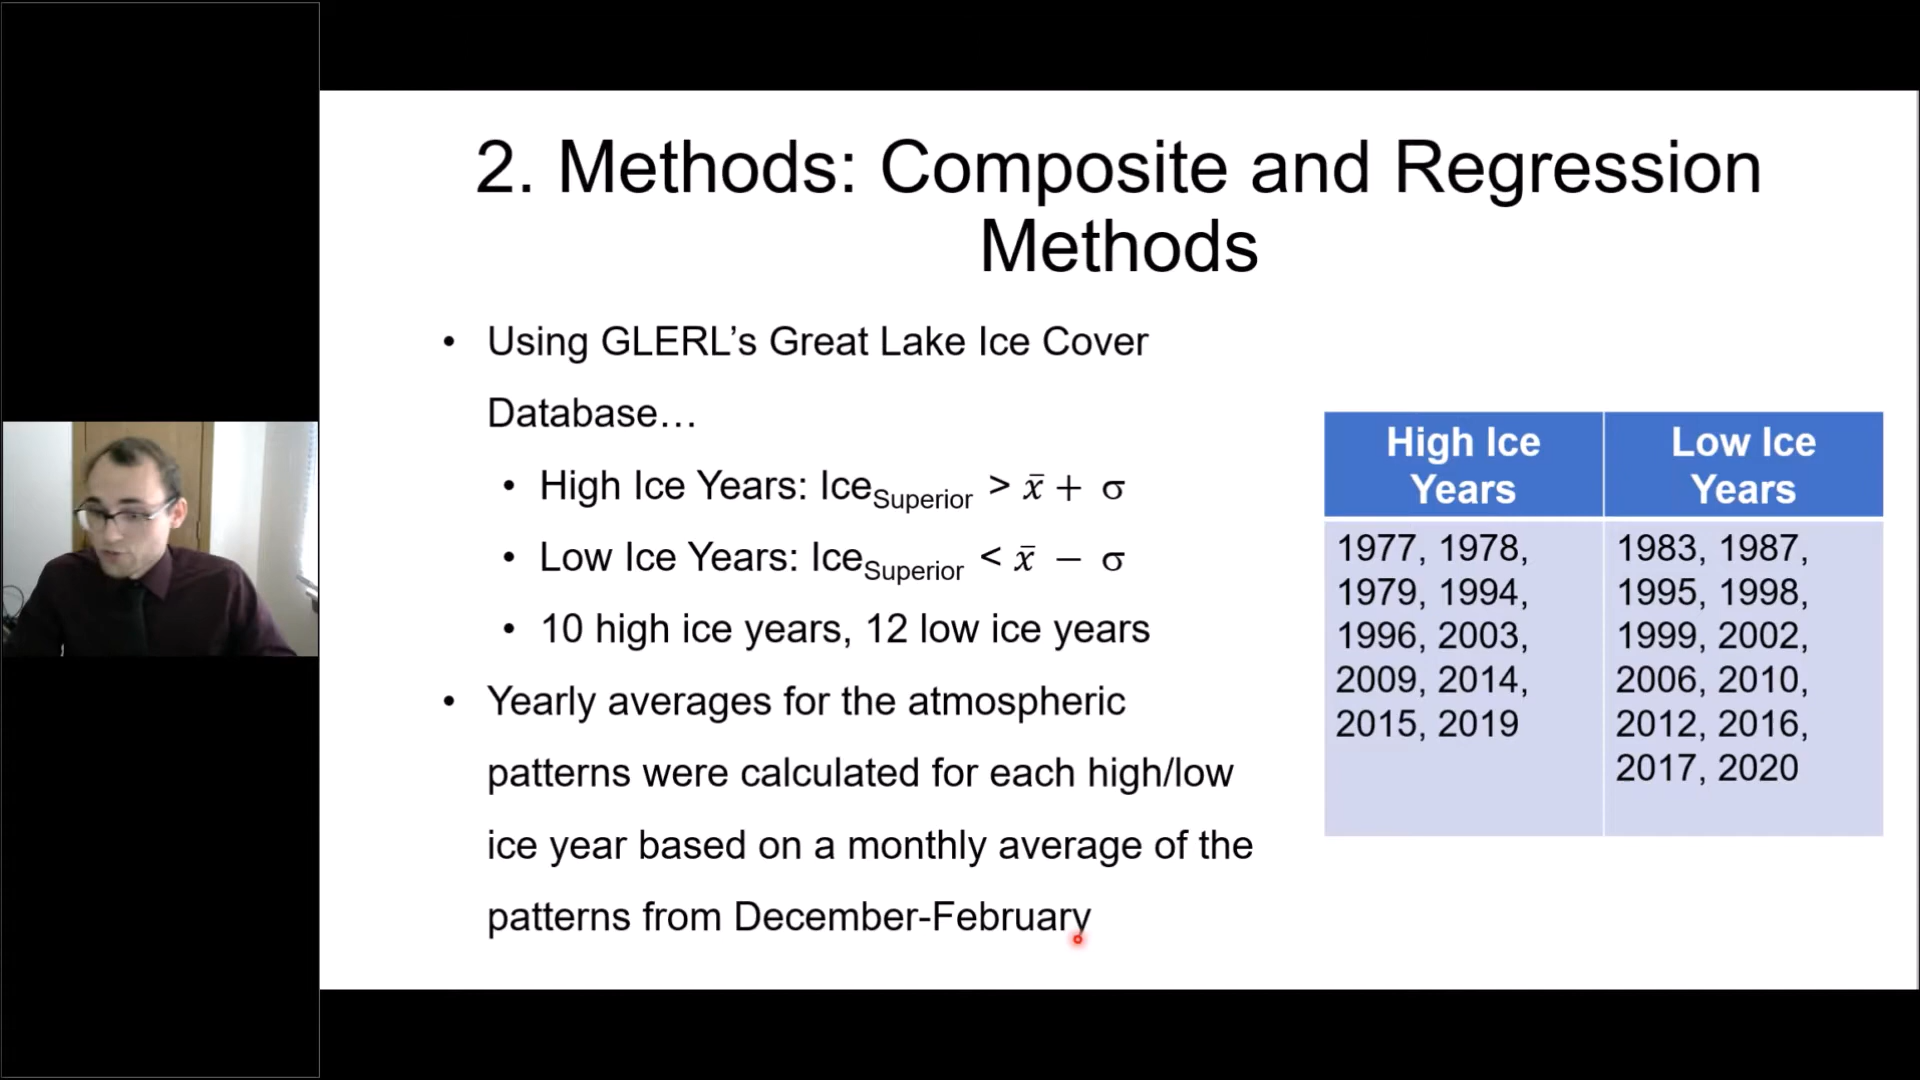 2. Methods: Composite and Regression
Methods
• Using GLERL’s Great Lake Ice Cover
Database…
• High Ice Years: IceSuperior > x̄ + σ
• Low Ice Years: IceSuperior < x̄ − σ
• 10 high ice years, 12 low ice years
• Yearly averages for the atmospheric
patterns were calculated for each high/low
ice year based on a monthly average of the
patterns from December-February
High Ice
Years
Low Ice
Years
1977, 1978,
1979, 1994,
1996, 2003,
2009, 2014,
2015, 2019
1983, 1987,
1995, 1998,
1999, 2002,
2006, 2010,
2012, 2016,
2017, 2020